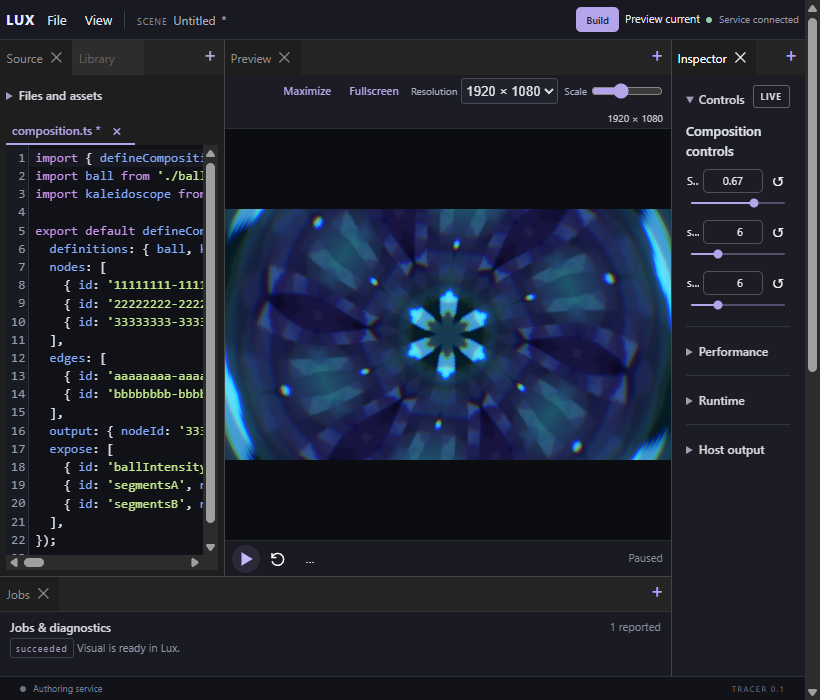 LUX File View SCENE Untitled * Build Preview current Service connected
Source Library + Preview + Inspector +
Files and assets
Maximize Fullscreen Resolution 1920 × 1080 Scale
1920 × 1080
Controls LIVE
composition.ts *
Composition
controls
1 import { defineCompositi
2 import ball from './ball
3 import kaleidoscope from
4
5 export default defineCom
6 definitions: { ball, k
7 nodes: [
8 { id: '11111111-1111
9 { id: '22222222-2222
10 { id: '33333333-3333
11 ],
12 edges: [
13 { id: 'aaaaaaaa-aaaa
14 { id: 'bbbbbbbb-bbbb
15 ],
16 output: { nodeId: '333
17 expose: [
18 { id: 'ballIntensity
19 { id: 'segmentsA', n
20 { id: 'segmentsB', n
21 ],
22 });
S... 0.67
s... 6
s... 6
Performance
Runtime
Host output
... Paused
Jobs +
Jobs & diagnostics 1 reported
succeeded Visual is ready in Lux.
Authoring service TRACER 0.1